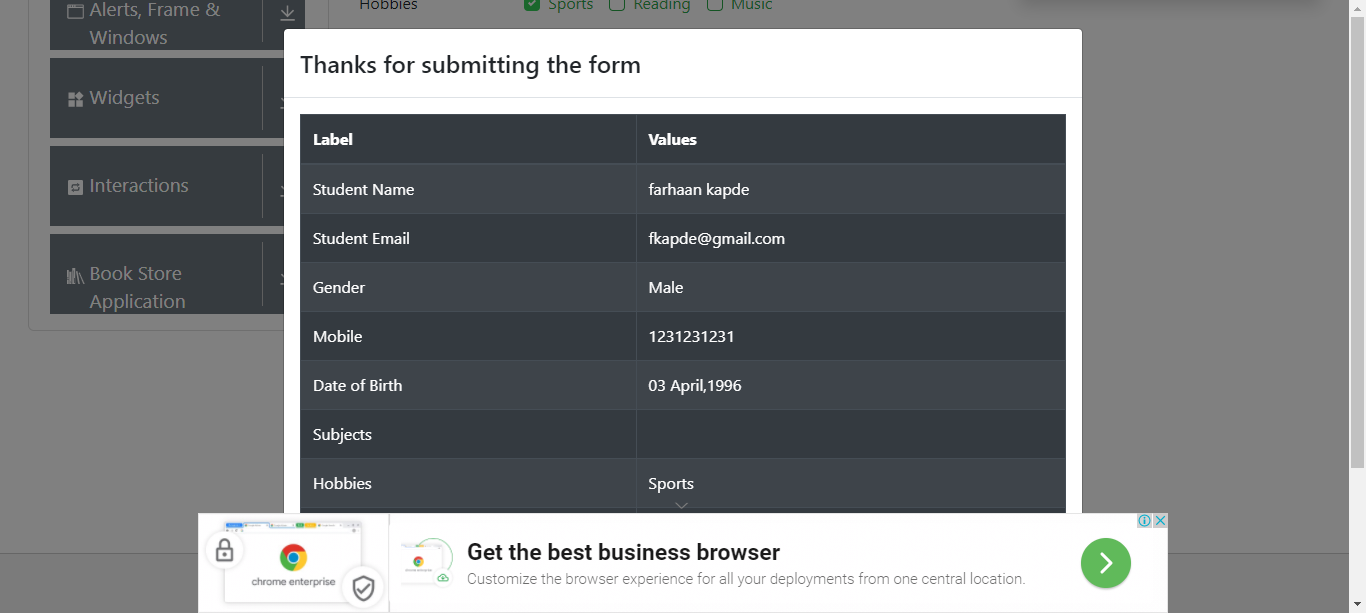 Hobbies
Sports Reading Music
Alerts, Frame &
Windows
Widgets
Interactions
Book Store
Application
Thanks for submitting the form
Label Values
Student Name farhaan kapde
Student Email fkapde@gmail.com
Gender Male
Mobile 1231231231
Date of Birth 03 April,1996
Subjects
Hobbies Sports
chrome enterprise
Get the best business browser
Customize the browser experience for all your deployments from one central location.